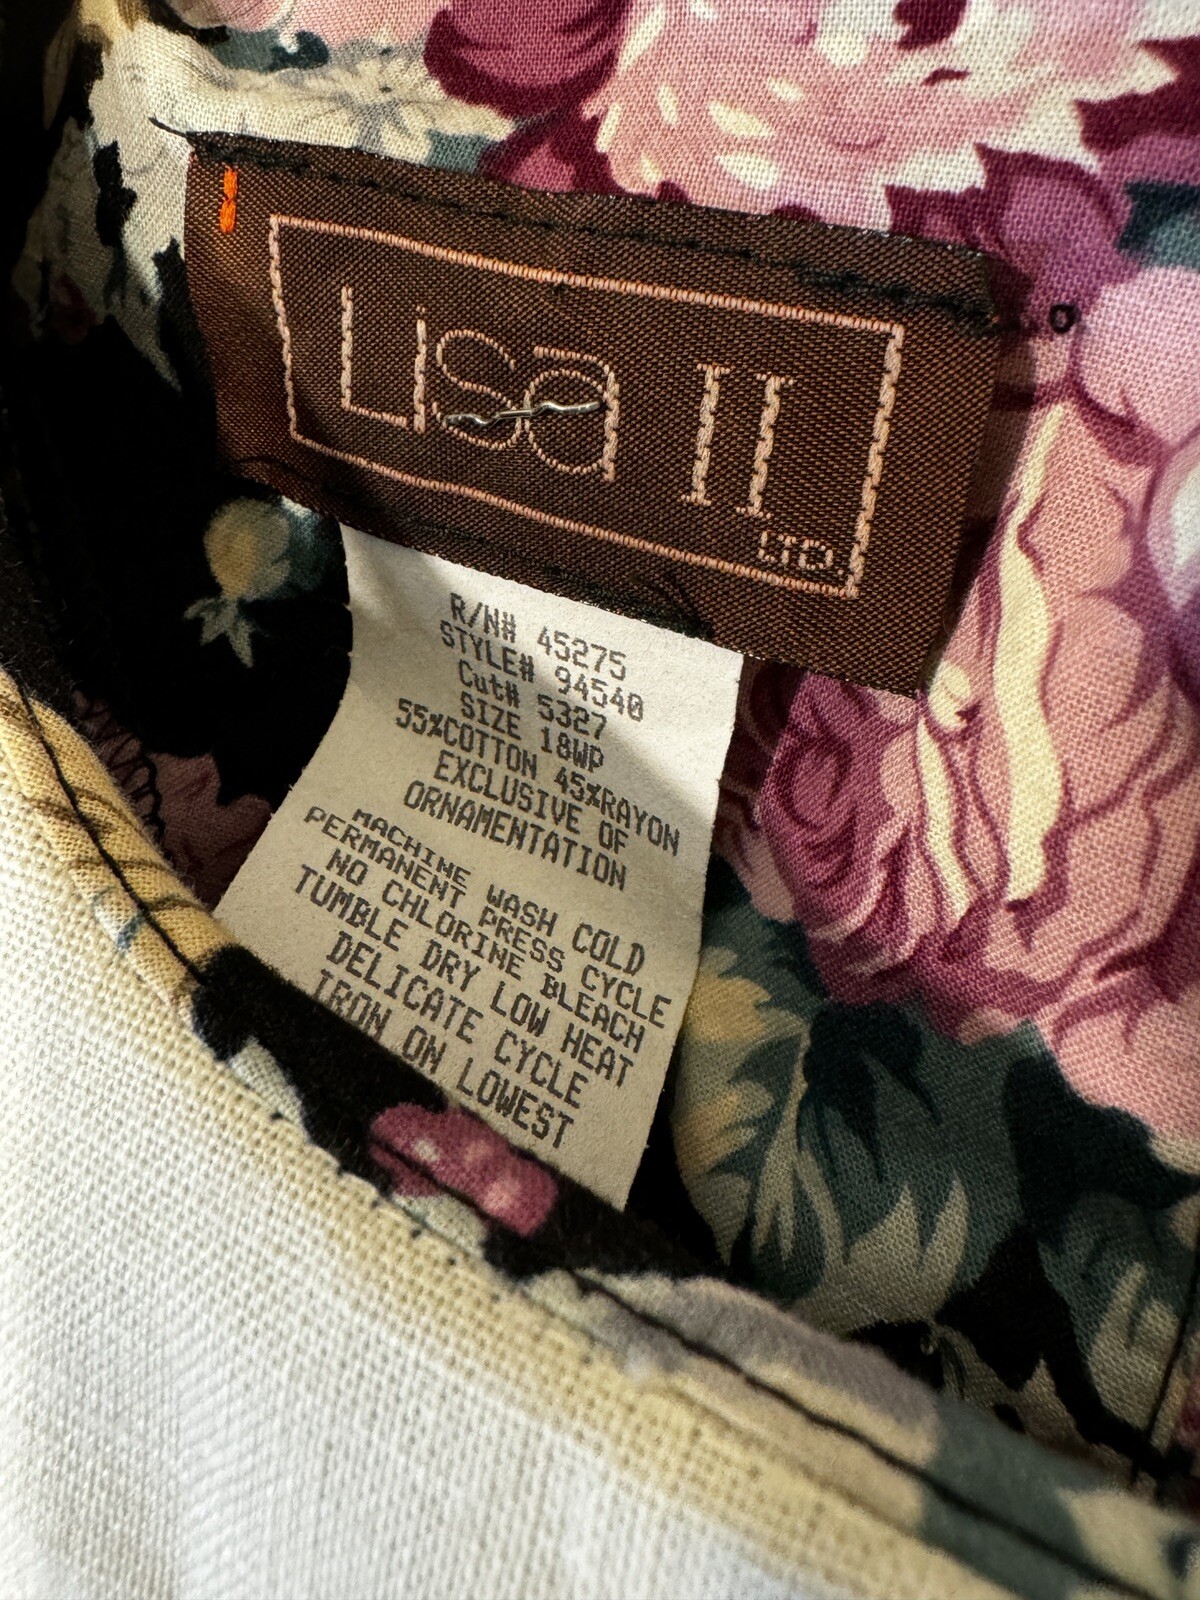 Lisa II
LTD.
R/N# 45275
STYLE# 94540
Cut# 5327
SIZE 18WP
55%COTTON 45%RAYON
EXCLUSIVE OF
ORNAMENTATION
MACHINE WASH COLD
PERMANENT PRESS CYCLE
NO CHLORINE BLEACH
TUMBLE DRY LOW HEAT
DELICATE CYCLE
IRON ON LOWEST